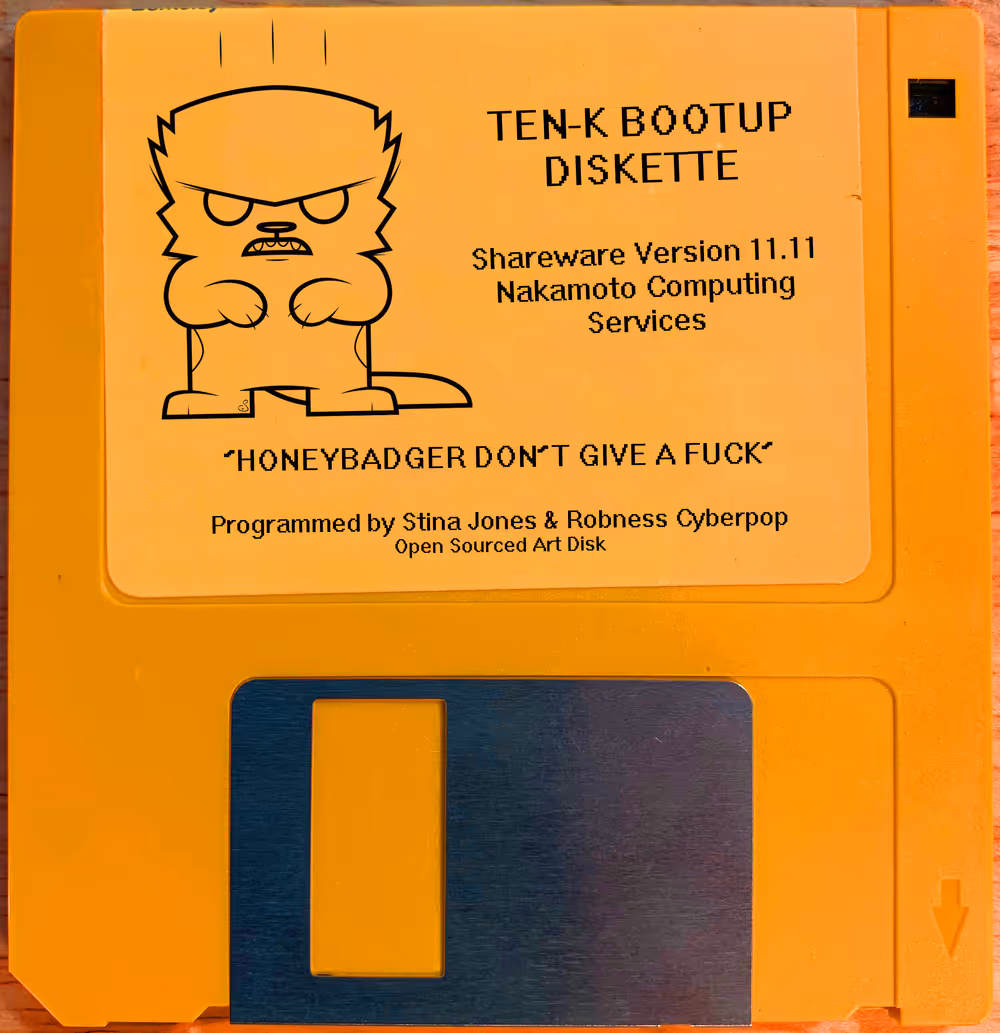 TEN-K BOOTUP
DISKETTE
Shareware Version 11.11
Nakamoto Computing
Services
"HONEYBADGER DON'T GIVE A FUCK"
Programmed by Stina Jones & Robness Cyberpop
Open Sourced Art Disk